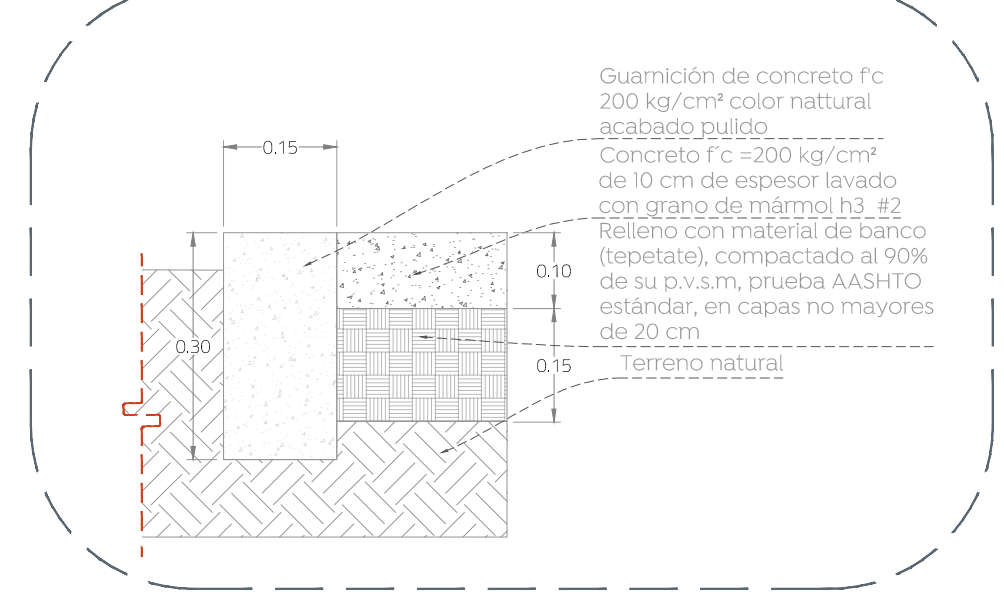 Guarnición de concreto f'c
200 kg/cm² color nattural
acabado pulido
0.15
Concreto f´c =200 kg/cm²
de 10 cm de espesor lavado
con grano de mármol h3 #2
Relleno con material de banco
(tepetate), compactado al 90%
de su p.v.s.m, prueba AASHTO
estándar, en capas no mayores
de 20 cm
0.10
0.30
0.15
Terreno natural